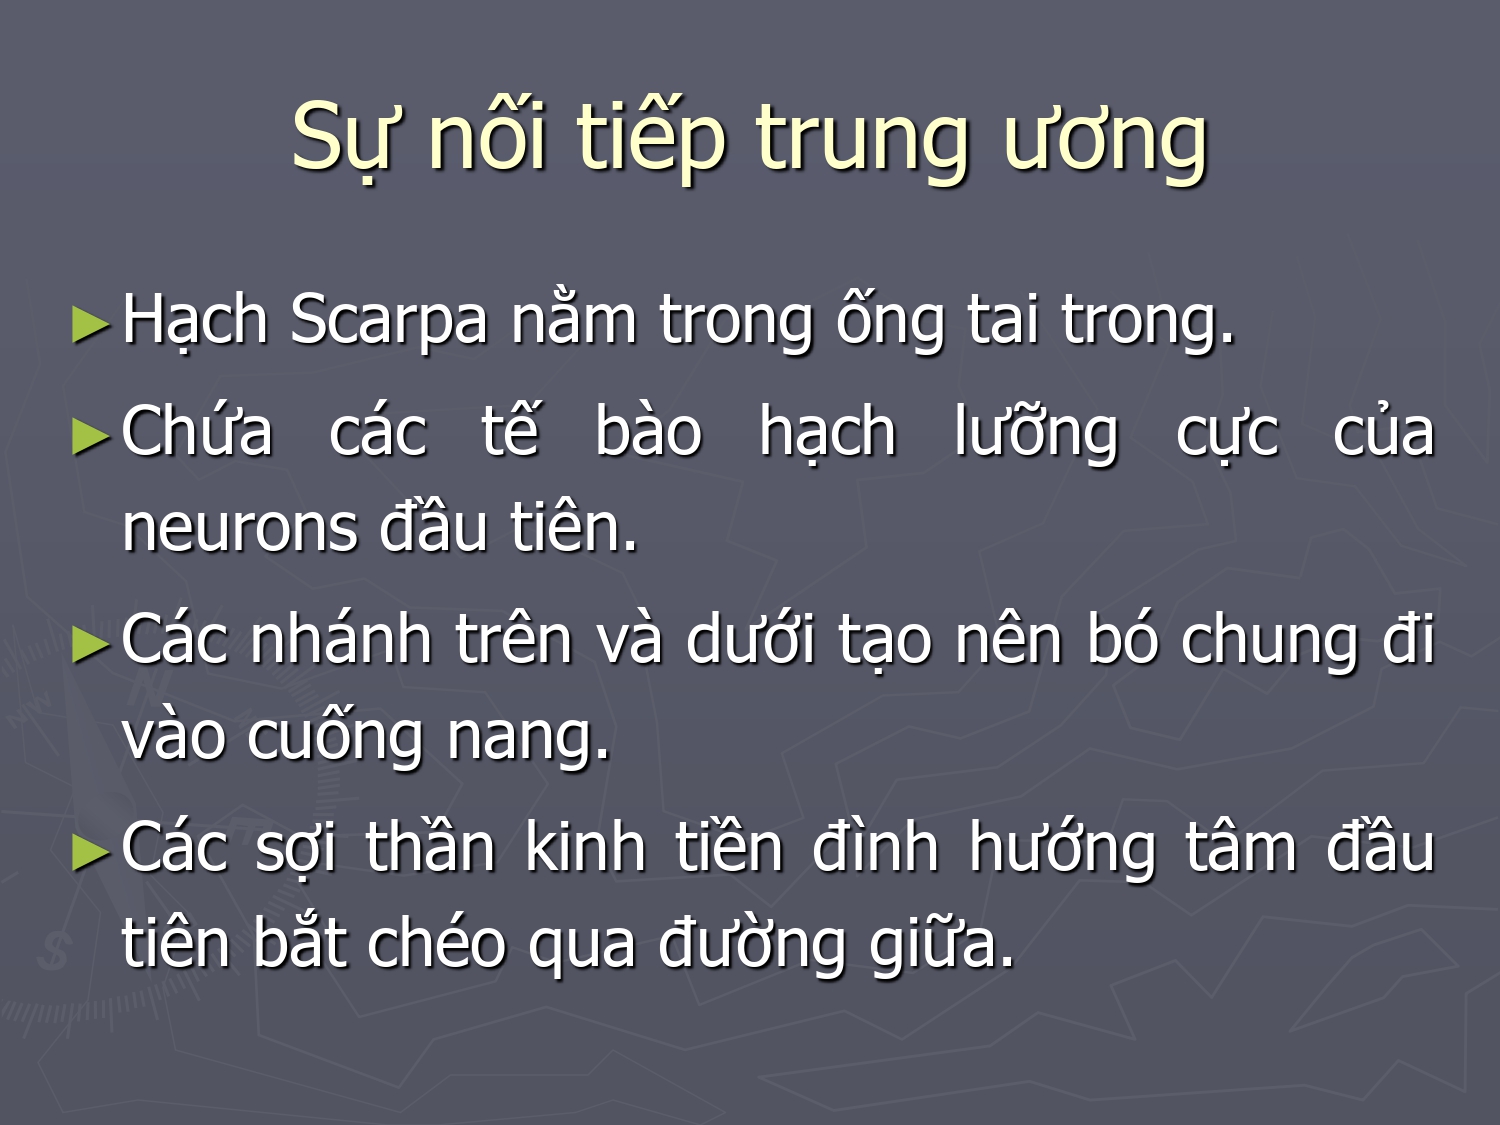 Sự nối tiếp trung ương
►Hạch Scarpa nằm trong ống tai trong.
►Chứa các tế bào hạch lưỡng cực của
neurons đầu tiên.
►Các nhánh trên và dưới tạo nên bó chung đi
vào cuống nang.
►Các sợi thần kinh tiền đình hướng tâm đầu
tiên bắt chéo qua đường giữa.
NW
N
E
S